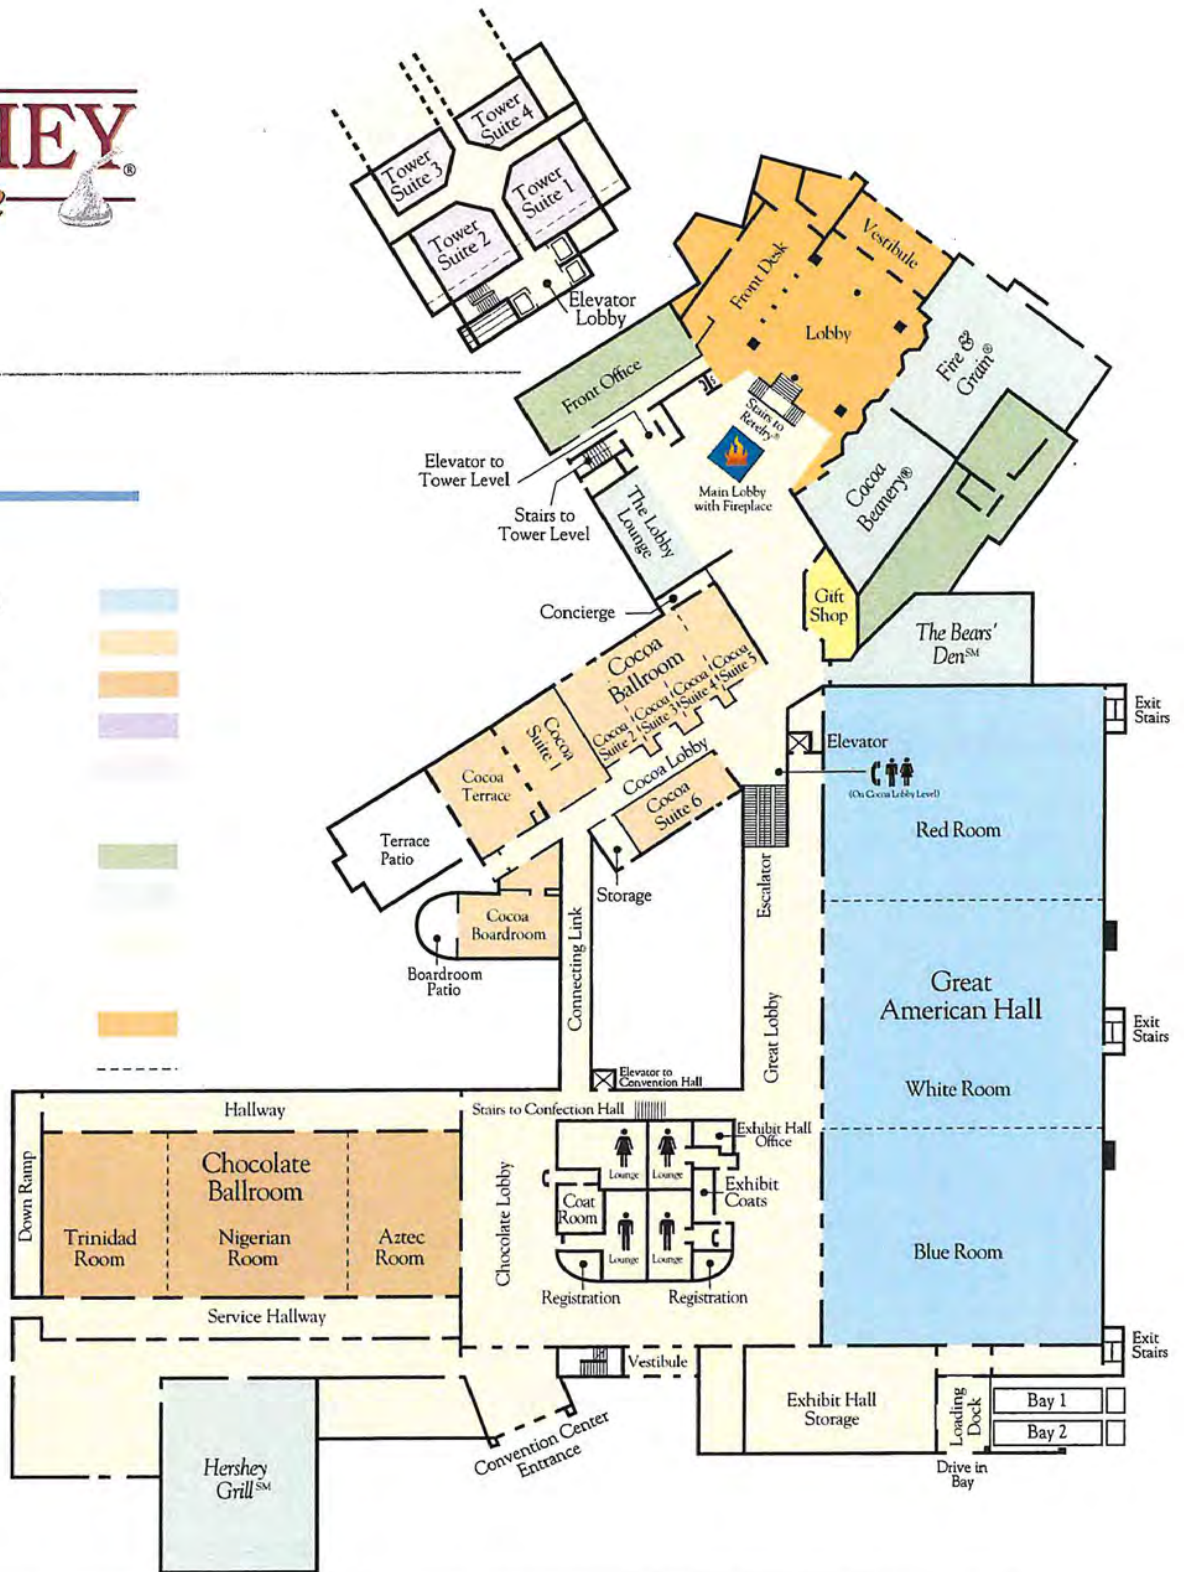 HEY®
Tower
Suite 4
Tower
Suite 3
Tower
Suite 1
Tower
Suite 2
Elevator
Lobby
Vestibule
Front Desk
Lobby
Fire &
Grain®
Front Office
Stairs to
Revelry®
Elevator to
Tower Level
Main Lobby
with Fireplace
Cocoa
Beanery®
Stairs to
Tower Level
The Lobby
Lounge
Concierge
Gift
Shop
The Bears'
Den℠
Cocoa
Ballroom
Cocoa
Suite 5
Cocoa
Suite 4
Cocoa
Suite 3
Cocoa
Suite 2
Cocoa
Suite 1
Exit
Stairs
Elevator
Cocoa Lobby
(On Cocoa Lobby Level)
Cocoa
Terrace
Cocoa
Suite 6
Red Room
Terrace
Patio
Storage
Escalator
Cocoa
Boardroom
Boardroom
Patio
Connecting Link
Great
American Hall
Great Lobby
Exit
Stairs
White Room
Elevator to
Convention Hall
Hallway
Stairs to Confection Hall
Exhibit Hall
Office
Down Ramp
Chocolate
Ballroom
Lounge
Lounge
Exhibit
Coats
Coat
Room
Chocolate Lobby
Trinidad
Room
Nigerian
Room
Aztec
Room
Blue Room
Lounge
Lounge
Registration
Registration
Service Hallway
Exit
Stairs
Vestibule
Exhibit Hall
Storage
Loading
Dock
Bay 1
Bay 2
Convention Center
Entrance
Drive in
Bay
Hershey
Grill℠